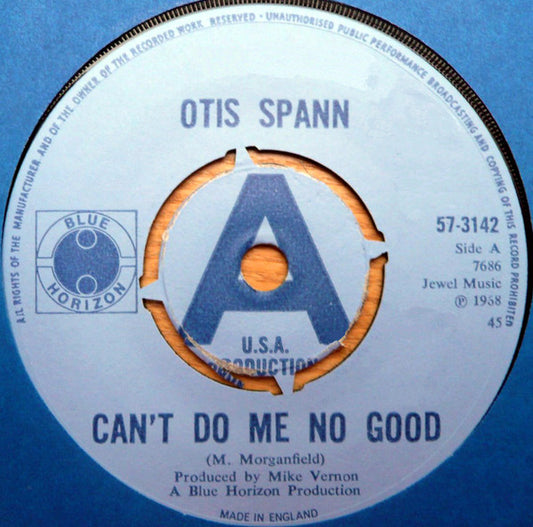 ALL RIGHTS OF THE MANUFACTURER AND OF THE OWNER OF THE RECORDED WORK RESERVED - UNAUTHORISED PUBLIC PERFORMANCE BROADCASTING AND COPYING OF THIS RECORD PROHIBITED
OTIS SPANN
BLUE
HORIZON
A
57-3142
Side A
7686
Jewel Music
℗ 1968
45
U.S.A.
CAN'T DO ME NO GOOD
(M. Morganfield)
Produced by Mike Vernon
A Blue Horizon Production
MADE IN ENGLAND